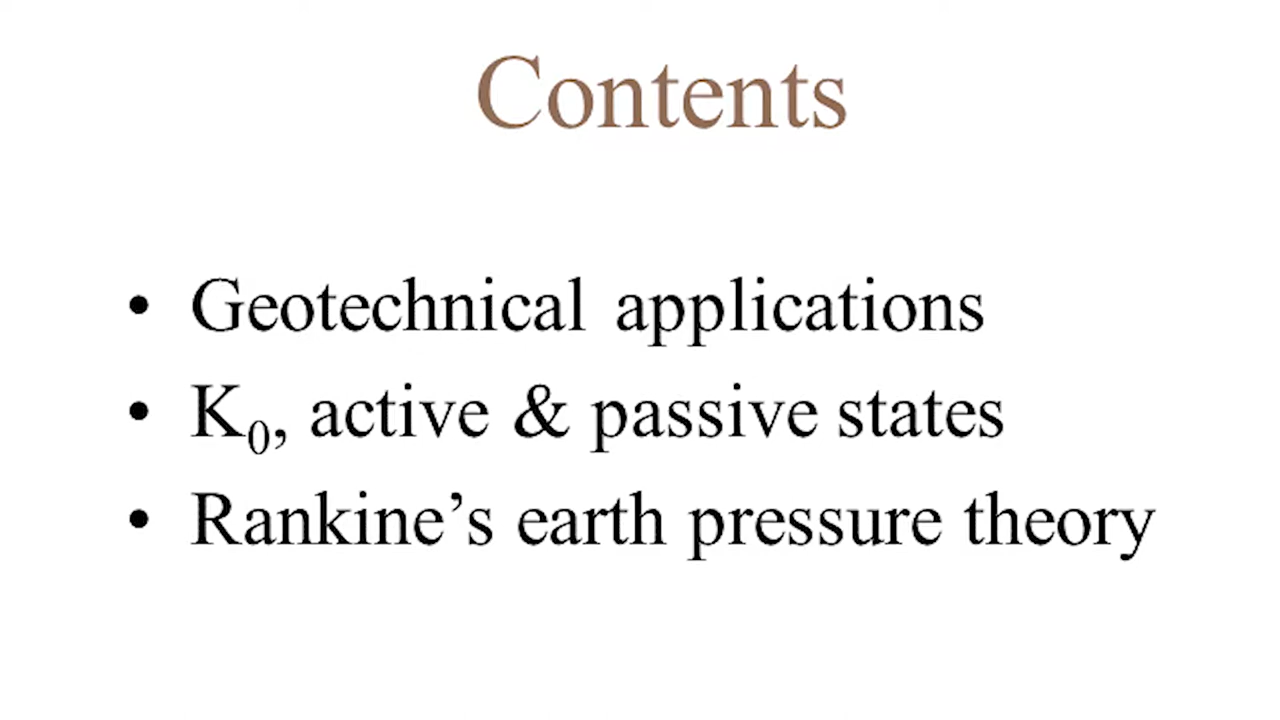 Contents
• Geotechnical applications
• K₀, active & passive states
• Rankine’s earth pressure theory